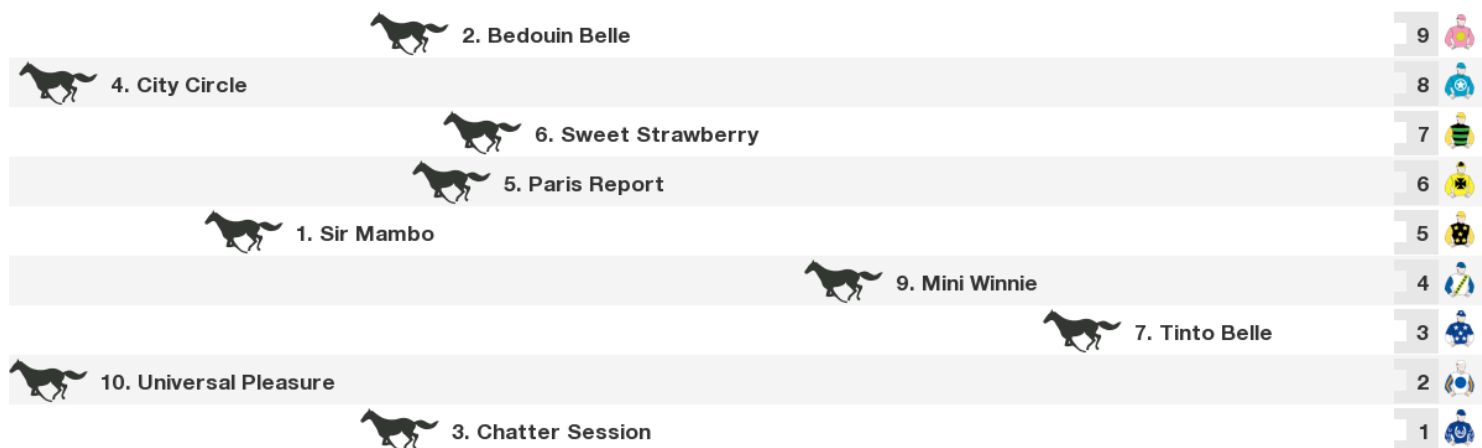 2. Bedouin Belle 9
4. City Circle 8
6. Sweet Strawberry 7
5. Paris Report 6
1. Sir Mambo 5
9. Mini Winnie 4
7. Tinto Belle 3
10. Universal Pleasure 2
3. Chatter Session 1